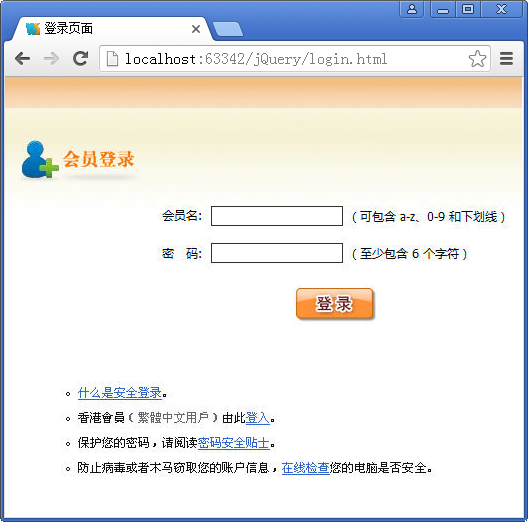 登录页面
localhost:63342/jQuery/login.html
会员登录
会员名: (可包含 a-z、0-9 和下划线)
密 码: (至少包含 6 个字符)
登 录
什么是安全登录。
香港會員(繁體中文用戶)由此登入。
保护您的密码，请阅读密码安全贴士。
防止病毒或者木马窃取您的账户信息，在线检查您的电脑是否安全。